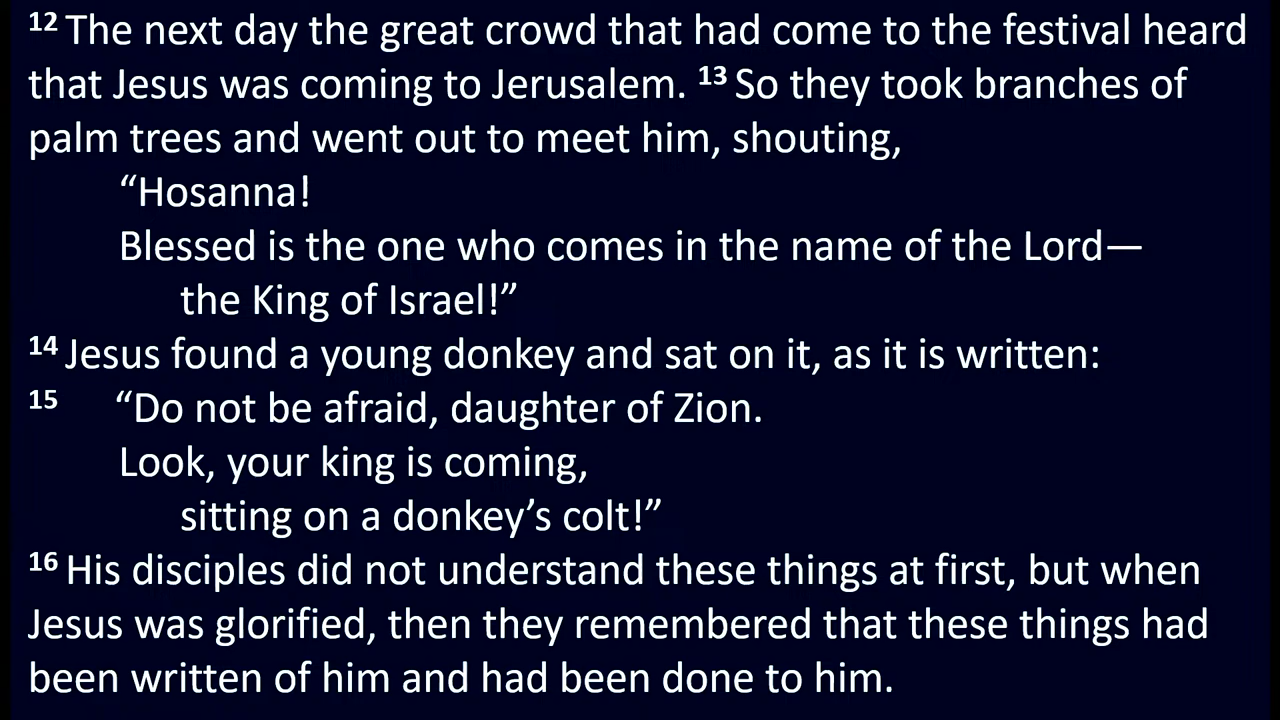 12 The next day the great crowd that had come to the festival heard
that Jesus was coming to Jerusalem. 13 So they took branches of
palm trees and went out to meet him, shouting,
“Hosanna!
Blessed is the one who comes in the name of the Lord—
the King of Israel!”
14 Jesus found a young donkey and sat on it, as it is written:
15 “Do not be afraid, daughter of Zion.
Look, your king is coming,
sitting on a donkey’s colt!”
16 His disciples did not understand these things at first, but when
Jesus was glorified, then they remembered that these things had
been written of him and had been done to him.